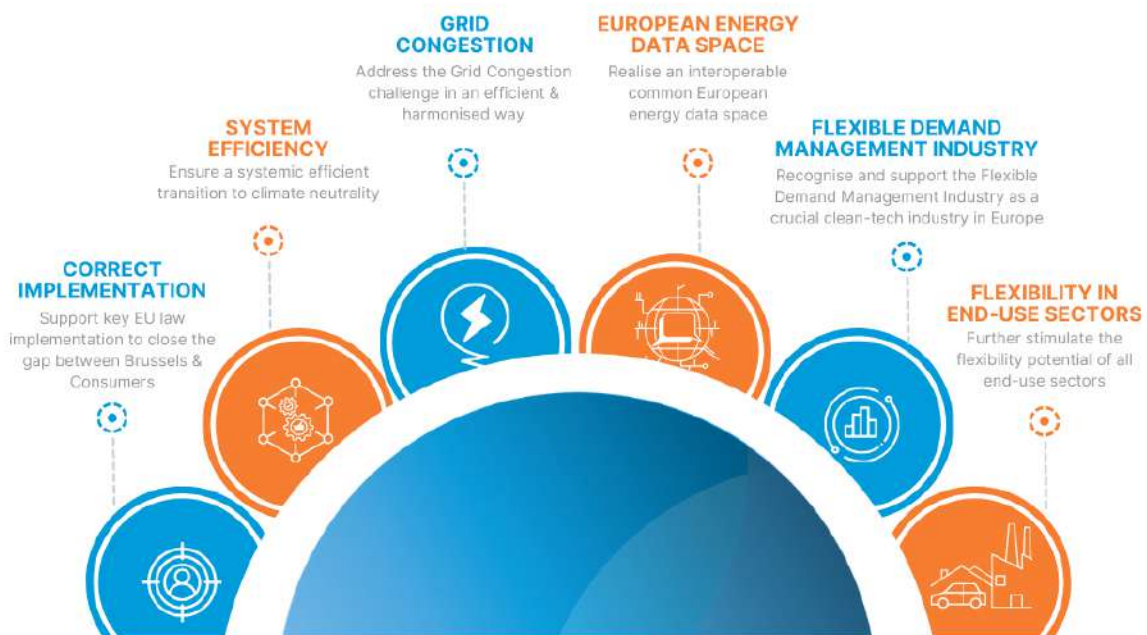 CORRECT
IMPLEMENTATION
Support key EU law
implementation to close the
gap between Brussels &
Consumers
SYSTEM
EFFICIENCY
Ensure a systemic efficient
transition to climate neutrality
GRID
CONGESTION
Address the Grid Congestion
challenge in an efficient &
harmonised way
EUROPEAN ENERGY
DATA SPACE
Realise an interoperable
common European
energy data space
FLEXIBLE DEMAND
MANAGEMENT INDUSTRY
Recognise and support the Flexible
Demand Management Industry as a
crucial clean-tech industry in Europe
FLEXIBILITY IN
END-USE SECTORS
Further stimulate the
flexibility potential of all
end-use sectors